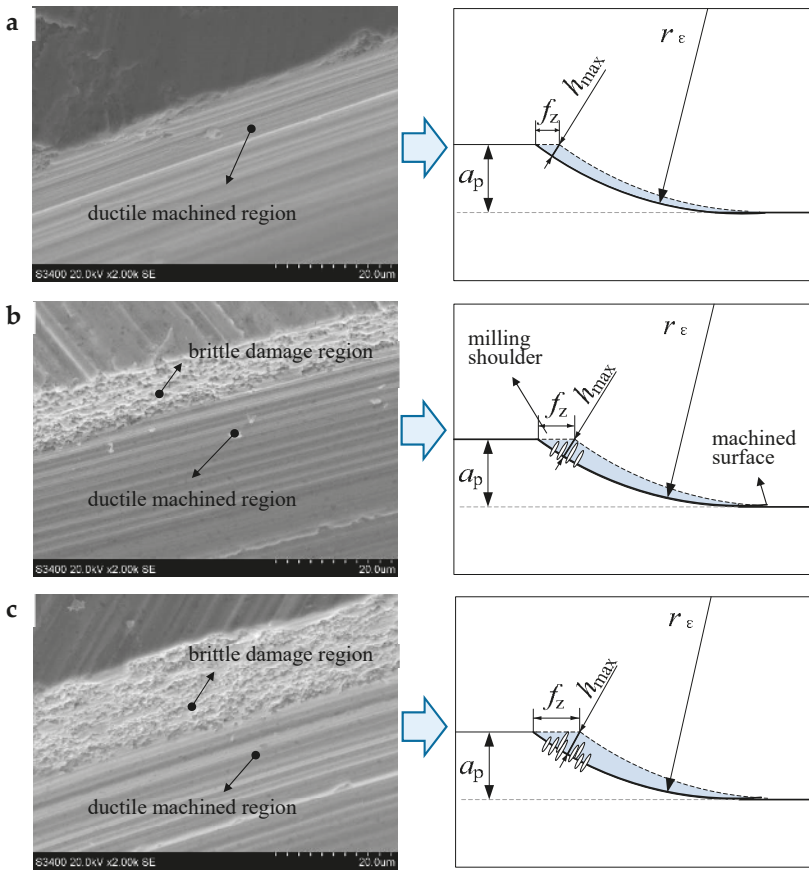 a
ductile machined region
S3400 20.0kV x2.00k SE 20.0um
r ε
h max
f z
a p
b
brittle damage region
ductile machined region
S3400 20.0kV x2.00k SE 20.0um
milling
shoulder
r ε
h max
f z
a p
machined
surface
c
brittle damage region
ductile machined region
S3400 20.0kV x2.00k SE 20.0um
r ε
h max
f z
a p